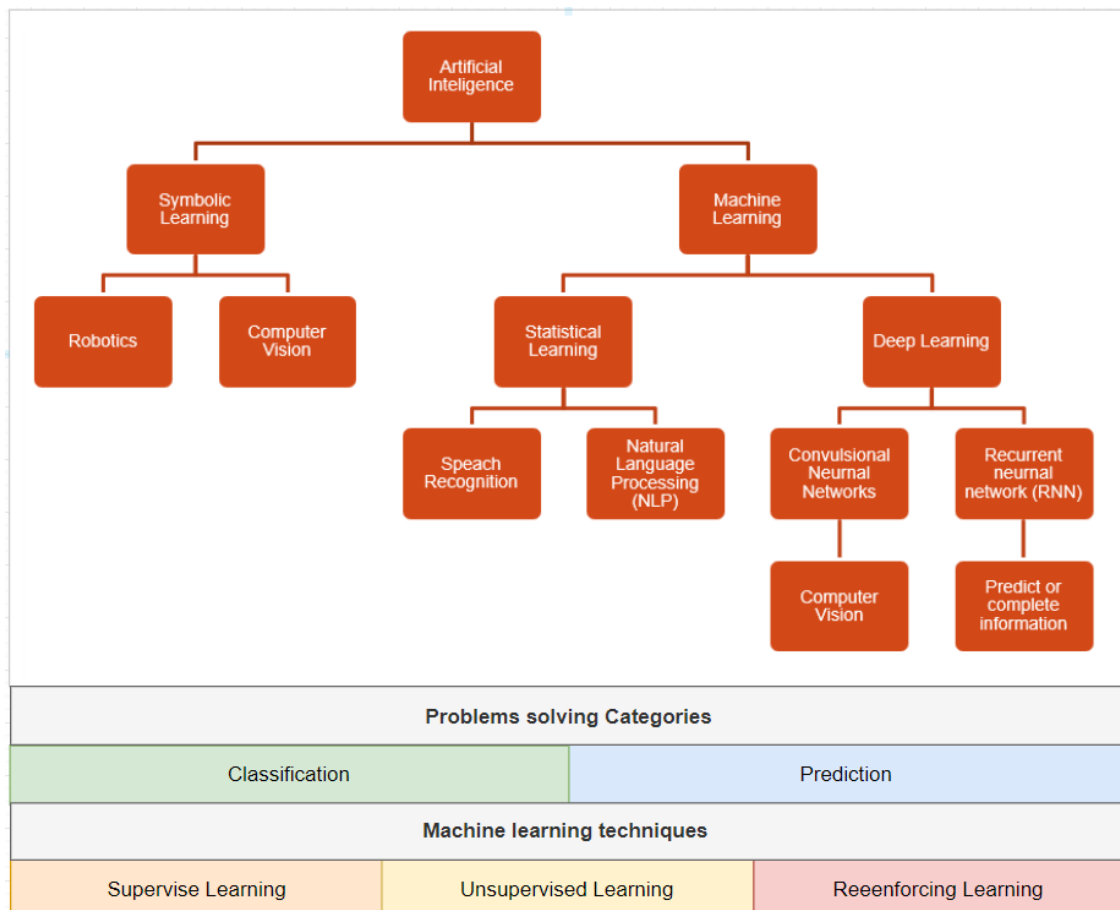 Artificial
Inteligence
Symbolic
Learning
Machine
Learning
Robotics
Computer
Vision
Statistical
Learning
Deep Learning
Speach
Recognition
Natural
Language
Processing
(NLP)
Convulsional
Neurnal
Networks
Recurrent
neurnal
network (RNN)
Computer
Vision
Predict or
complete
information
Problems solving Categories
Classification
Prediction
Machine learning techniques
Supervise Learning
Unsupervised Learning
Reeenforcing Learning